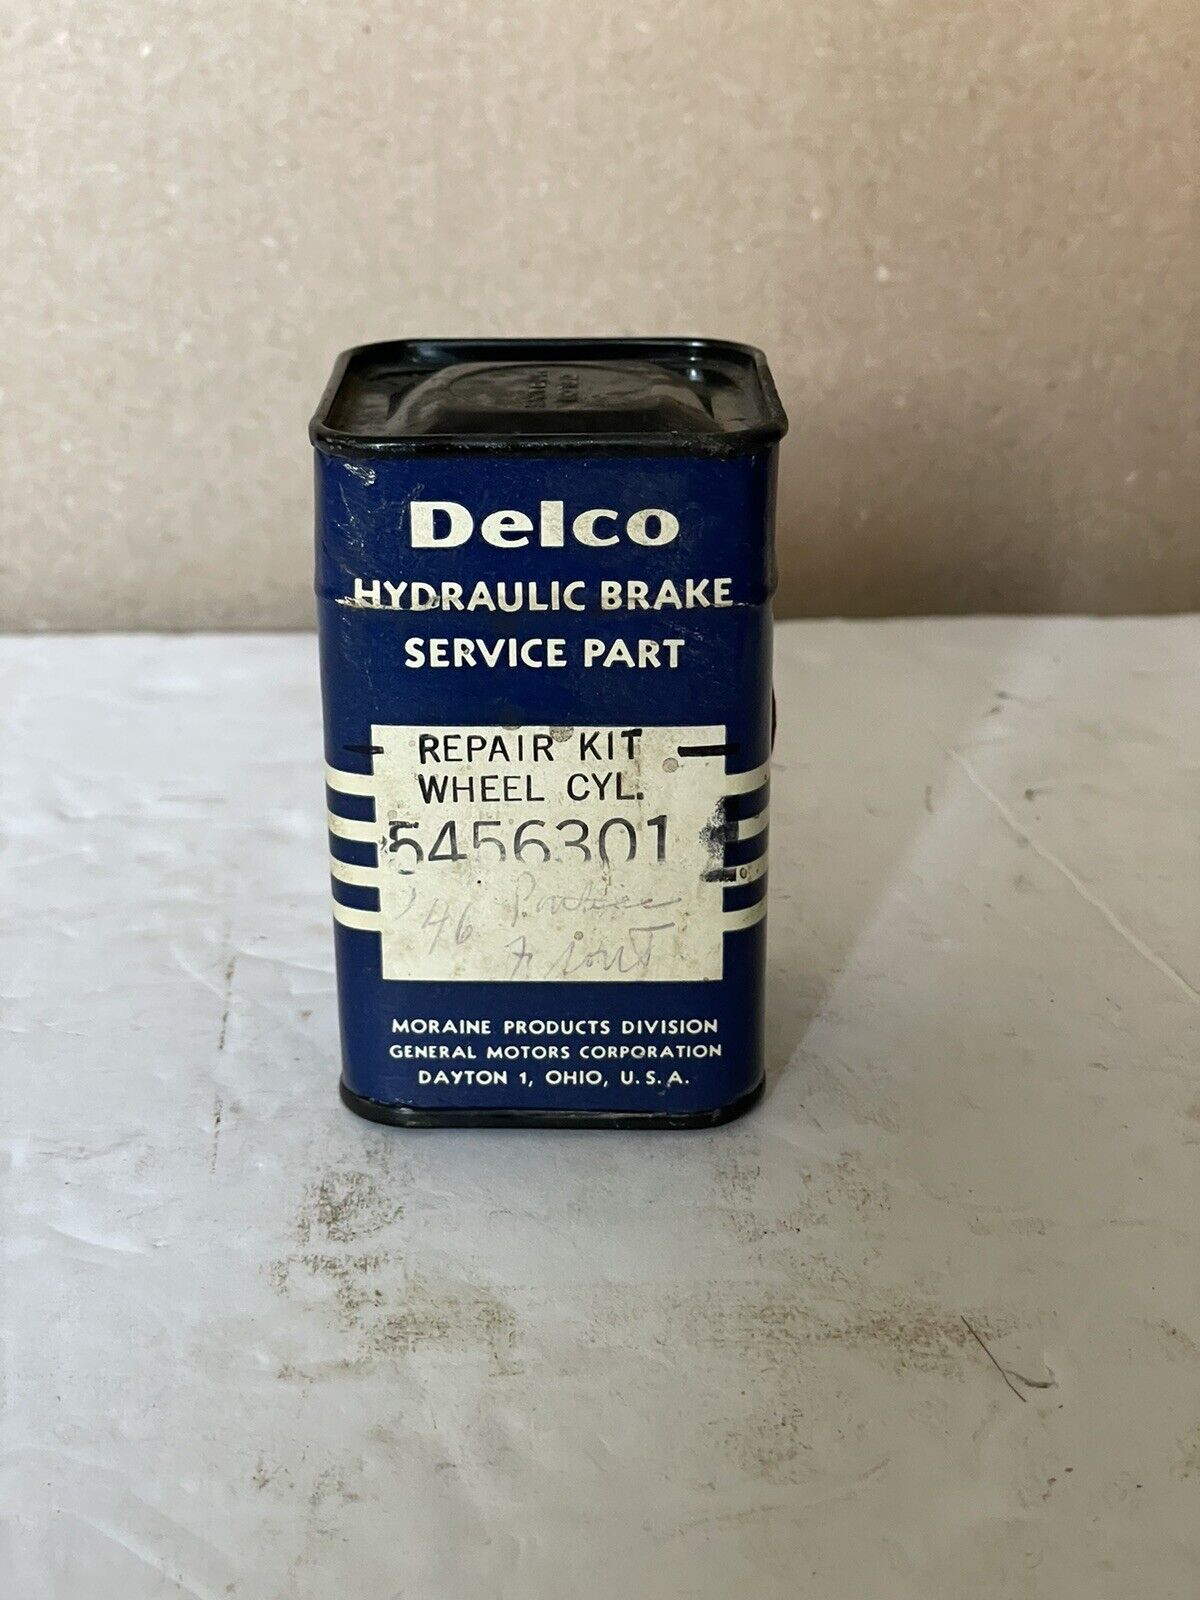 Delco
HYDRAULIC BRAKE
SERVICE PART
REPAIR KIT
WHEEL CYL.
5456301
'46 Pontiac
Front
MORAINE PRODUCTS DIVISION
GENERAL MOTORS CORPORATION
DAYTON 1, OHIO, U.S.A.